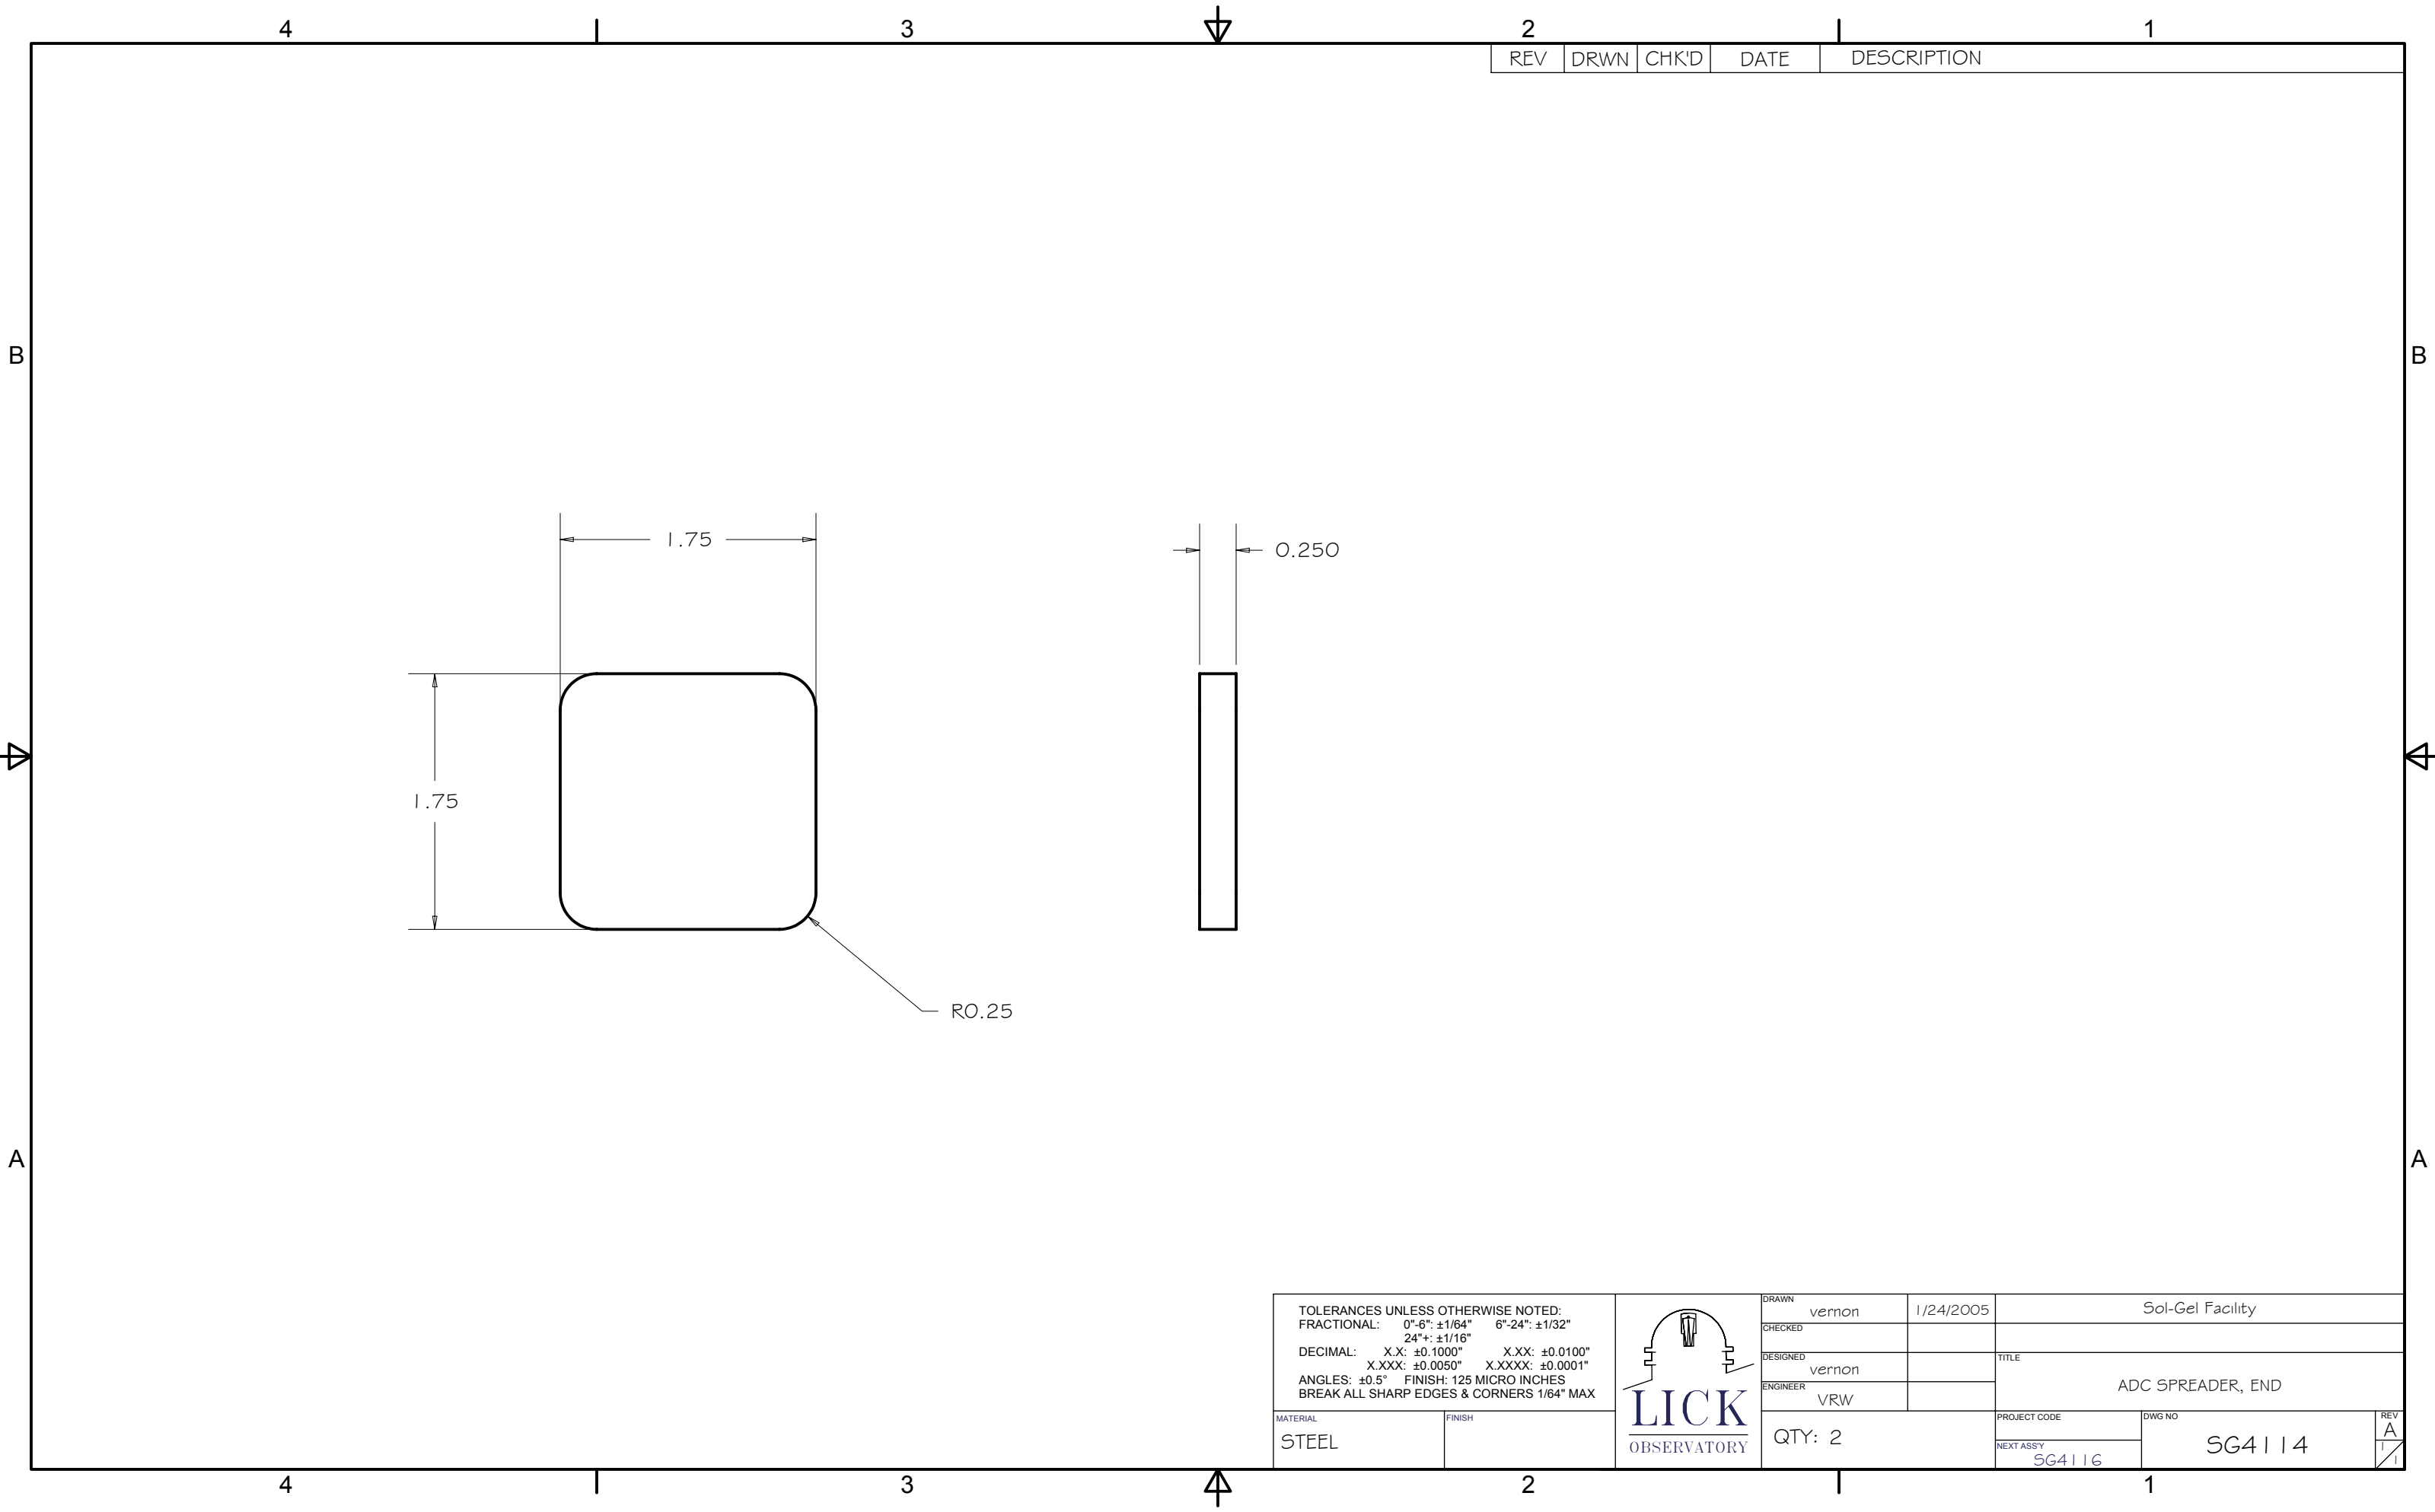 4 3 2 1
REV DRWN CHK'D DATE DESCRIPTION
B B
1.75 0.250
1.75
R0.25
A A
TOLERANCES UNLESS OTHERWISE NOTED:
FRACTIONAL: 0"-6": ±1/64" 6"-24": ±1/32"
24"+: ±1/16"
DECIMAL: X.X: ±0.1000" X.XX: ±0.0100"
X.XXX: ±0.0050" X.XXXX: ±0.0001"
ANGLES: ±0.5° FINISH: 125 MICRO INCHES
BREAK ALL SHARP EDGES & CORNERS 1/64" MAX
MATERIAL
STEEL
FINISH
LICK
OBSERVATORY
DRAWN
vernon 1/24/2005
CHECKED
DESIGNED
vernon
ENGINEER
VRW
QTY: 2
Sol-Gel Facility
TITLE
ADC SPREADER, END
PROJECT CODE
NEXT ASS'Y
SG4116
DWG NO
SG4114
REV
A
1/1
4 3 2 1